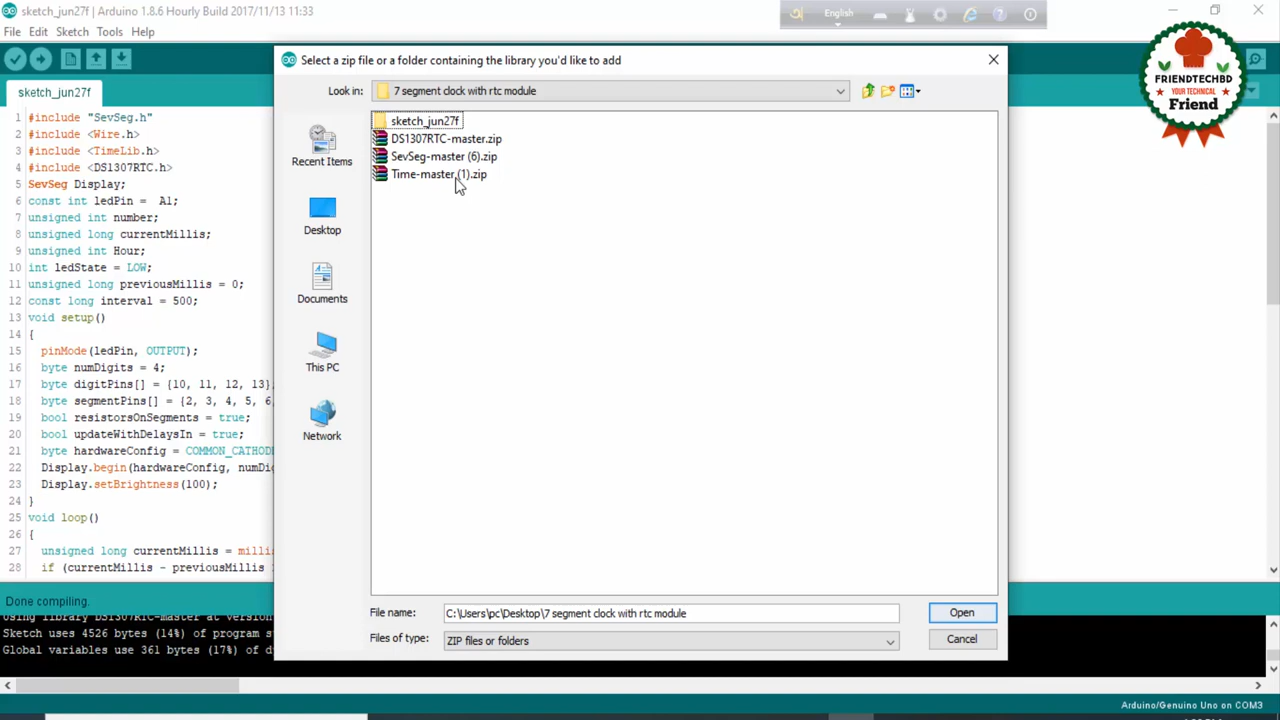 sketch_jun27f | Arduino 1.8.6 Hourly Build 2017/11/13 11:33
English
File Edit Sketch Tools Help
sketch_jun27f
FRIENDTECHBD
YOUR TECHNICAL
Friend
Select a zip file or a folder containing the library you'd like to add
Look in: 7 segment clock with rtc module
Recent Items
Desktop
Documents
This PC
Network
sketch_jun27f
DS1307RTC-master.zip
SevSeg-master (6).zip
Time-master (1).zip
File name: C:\Users\pc\Desktop\7 segment clock with rtc module
Open
Files of type: ZIP files or folders
Cancel
1 #include "SevSeg.h"
2 #include <Wire.h>
3 #include <TimeLib.h>
4 #include <DS1307RTC.h>
5 SevSeg Display;
6 const int ledPin = A1;
7 unsigned int number;
8 unsigned long currentMillis;
9 unsigned int Hour;
10 int ledState = LOW;
11 unsigned long previousMillis = 0;
12 const long interval = 500;
13 void setup()
14 {
15 pinMode(ledPin, OUTPUT);
16 byte numDigits = 4;
17 byte digitPins[] = {10, 11, 12, 13}
18 byte segmentPins[] = {2, 3, 4, 5, 6,
19 bool resistorsOnSegments = true;
20 bool updateWithDelaysIn = true;
21 byte hardwareConfig = COMMON_CATHODE
22 Display.begin(hardwareConfig, numDi
23 Display.setBrightness(100);
24 }
25 void loop()
26 {
27 unsigned long currentMillis = milli
28 if (currentMillis - previousMillis
Done compiling.
Using library DS1307RTC-master at version
Sketch uses 4526 bytes (14%) of program s
Global variables use 361 bytes (17%) of d
Arduino/Genuino Uno on COM3